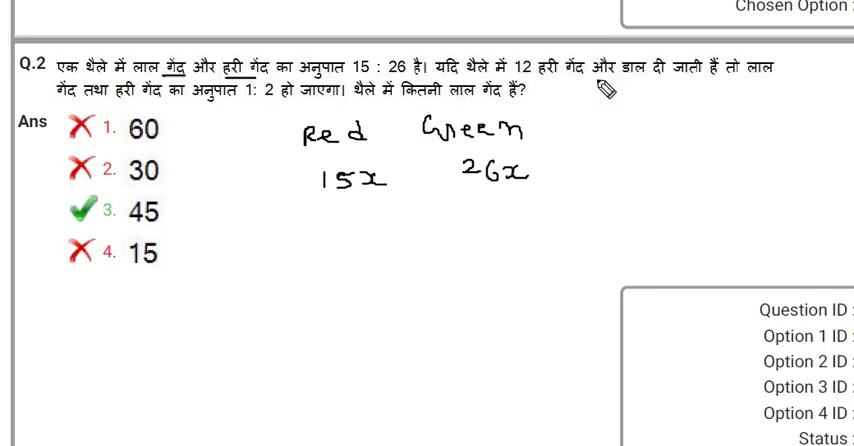 Chosen Option :
Q.2 एक थैले में लाल गेंद और हरी गेंद का अनुपात 15 : 26 है। यदि थैले में 12 हरी गेंद और डाल दी जाती हैं तो लाल
गेंद तथा हरी गेंद का अनुपात 1: 2 हो जाएगा। थैले में कितनी लाल गेंद हैं?
Ans 1. 60
2. 30
3. 45
4. 15
Red Green
15x 26x
Question ID :
Option 1 ID :
Option 2 ID :
Option 3 ID :
Option 4 ID :
Status :